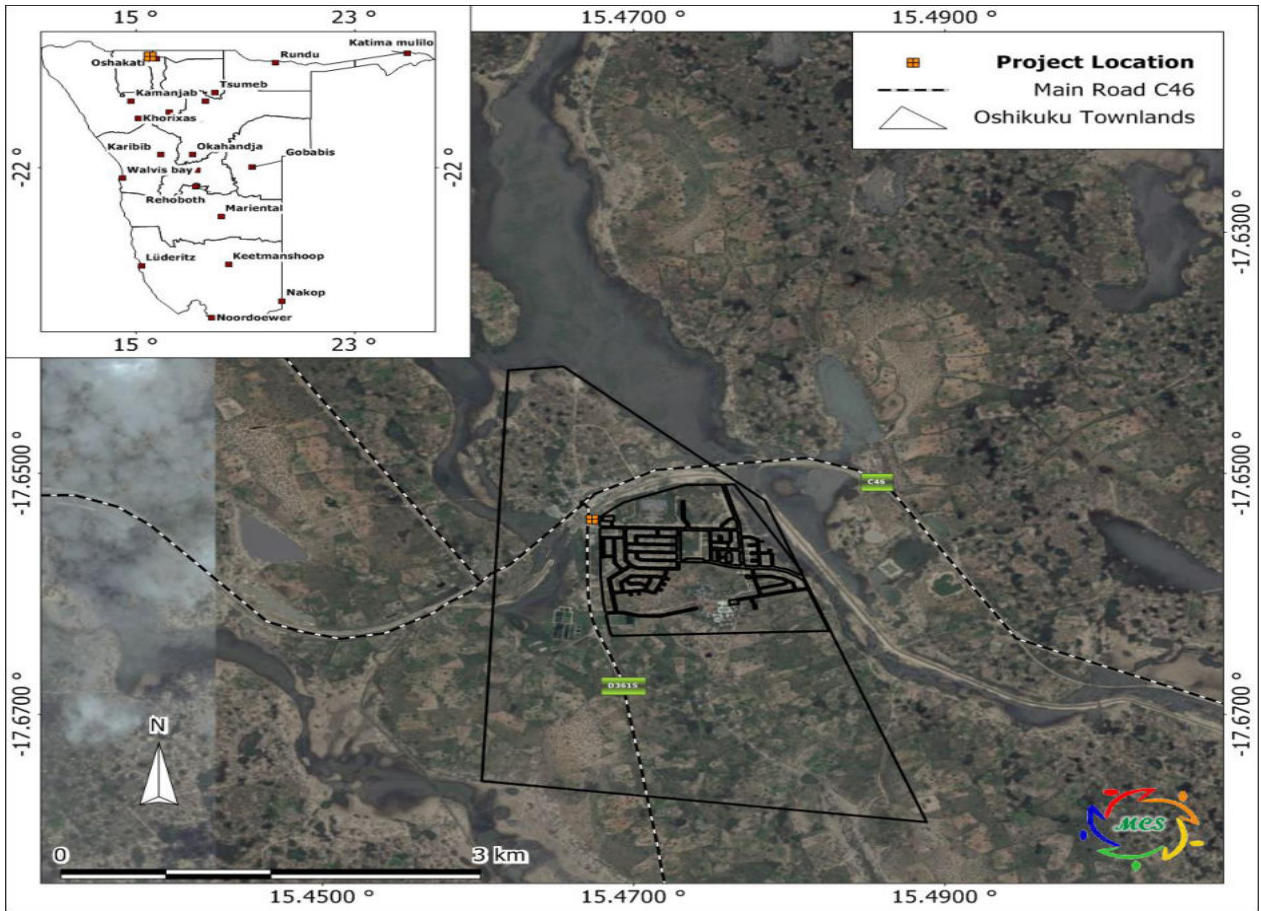 15 °
23 °
15.4700 °
15.4900 °
Katima mulilo
Rundu
Oshakati
Tsumeb
Kamanjab
Khorixas
Karibib
Okahandja
Gobabis
-22 °
-22 °
Walvis bay
Rehoboth
Mariental
Lüderitz
Keetmanshoop
Nakop
Noordoewer
15 °
23 °
Project Location
Main Road C46
Oshikuku Townlands
-17.6300 °
-17.6500 °
-17.6500 °
C46
D3615
-17.6700 °
-17.6700 °
N
0
3 km
MCS
15.4500 °
15.4700 °
15.4900 °